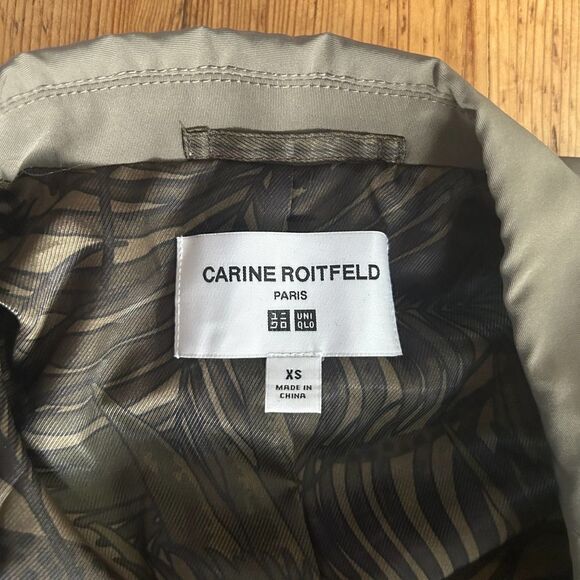 CARINE ROITFELD
PARIS
ユニ UNI
クロ QLO
XS
MADE IN
CHINA